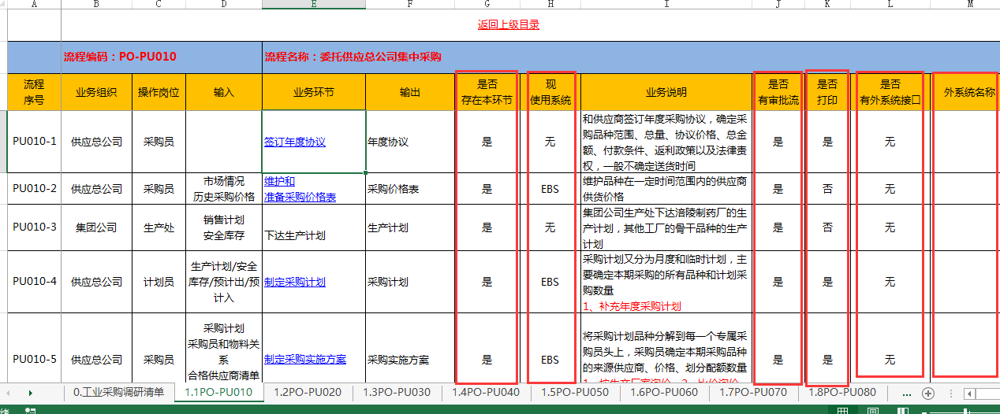 A B C D E F G H I J K L M
返回上级目录
流程编码：PO-PU010 流程名称：委托供应总公司集中采购
流程
序号
业务组织
操作岗位
输入
业务环节
输出
是否
存在本环节
现
使用系统
业务说明
是否
有审批流
是否
打印
是否
有外系统接口
外系统名称
PU010-1
供应总公司
采购员
签订年度协议
年度协议
是
无
和供应商签订年度采购协议，确定采
购品种范围、总量、协议价格、总金
额、付款条件、返利政策以及法律责
权，一般不确定送货时间
是
是
无
PU010-2
供应总公司
采购员
市场情况
历史采购价格
维护和
准备采购价格表
采购价格表
是
EBS
维护品种在一定时间范围内的供应商
供货价格
是
否
无
PU010-3
集团公司
生产处
销售计划
安全库存
下达生产计划
生产计划
是
无
集团公司生产处下达涪陵制药厂的生
产计划，其他工厂的骨干品种的生产
计划
是
否
无
PU010-4
供应总公司
计划员
生产计划/安全
库存/预计出/预
计入
制定采购计划
采购计划
是
EBS
采购计划又分为月度和临时计划，主
要确定本期采购的所有品种和计划采
购数量
1、补充年度采购计划
是
是
无
PU010-5
供应总公司
采购员
采购计划
采购员和物料关
系
合格供应商清单
制定采购实施方案
采购实施方案
是
EBS
将采购计划品种分解到每一个专属采
购员头上，采购员确定本期采购品种
的来源供应商、价格、划分配额数量
是
是
无
0.工业采购调研清单 1.1PO-PU010 1.2PO-PU020 1.3PO-PU030 1.4PO-PU040 1.5PO-PU050 1.6PO-PU060 1.7PO-PU070 1.8PO-PU080 ...